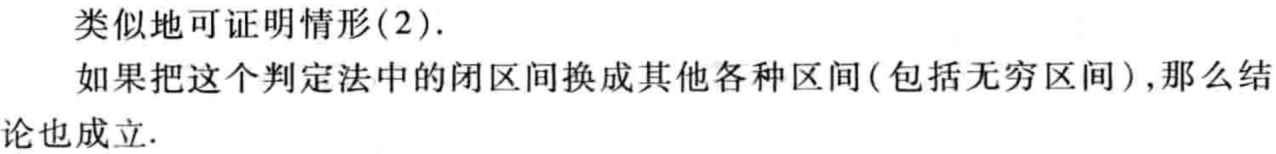 类似地可证明情形(2).
如果把这个判定法中的闭区间换成其他各种区间(包括无穷区间),那么结
论也成立.